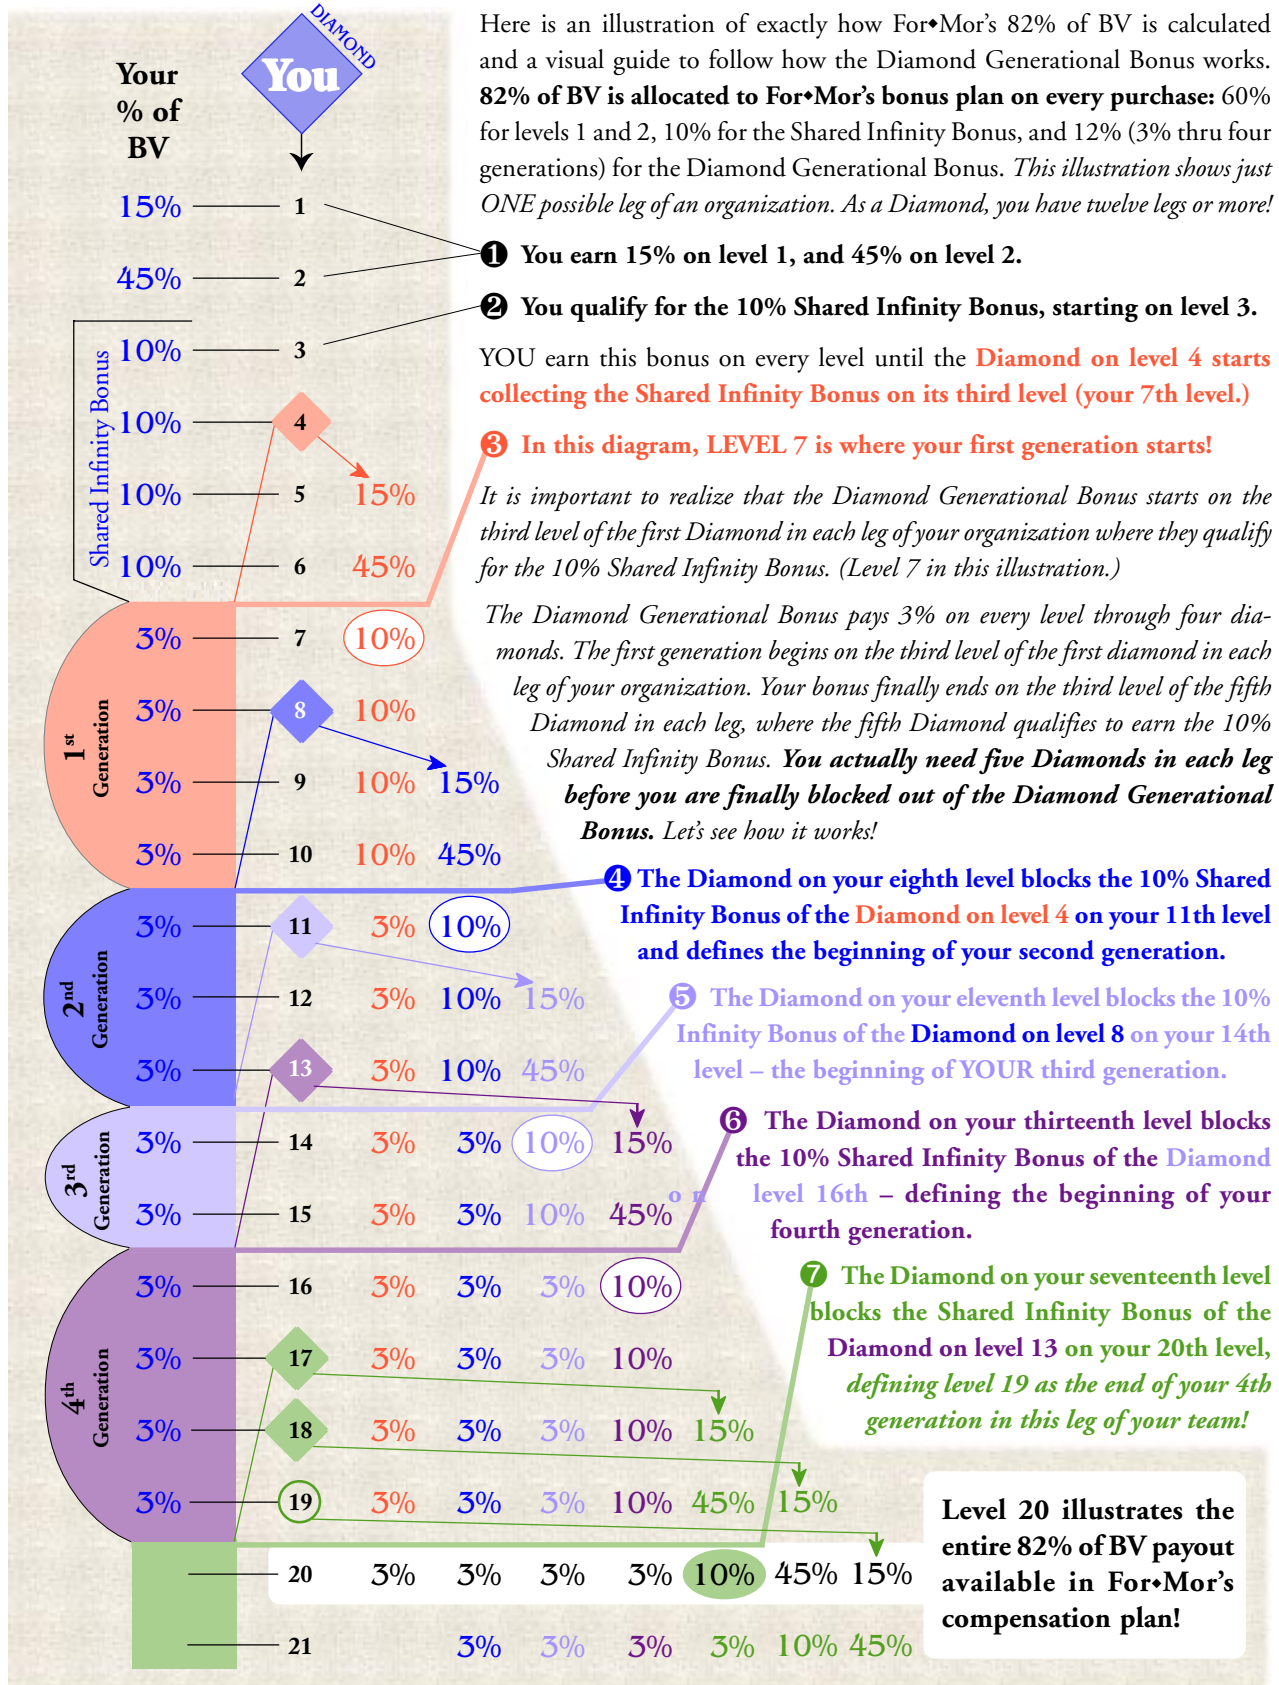 DIAMOND
You
Your
% of
BV
Here is an illustration of exactly how For◆Mor's 82% of BV is calculated
and a visual guide to follow how the Diamond Generational Bonus works.
82% of BV is allocated to For◆Mor's bonus plan on every purchase: 60%
for levels 1 and 2, 10% for the Shared Infinity Bonus, and 12% (3% thru four
generations) for the Diamond Generational Bonus. This illustration shows just
ONE possible leg of an organization. As a Diamond, you have twelve legs or more!
❶ You earn 15% on level 1, and 45% on level 2.
❷ You qualify for the 10% Shared Infinity Bonus, starting on level 3.
YOU earn this bonus on every level until the Diamond on level 4 starts
collecting the Shared Infinity Bonus on its third level (your 7th level.)
❸ In this diagram, LEVEL 7 is where your first generation starts!
It is important to realize that the Diamond Generational Bonus starts on the
third level of the first Diamond in each leg of your organization where they qualify
for the 10% Shared Infinity Bonus. (Level 7 in this illustration.)
The Diamond Generational Bonus pays 3% on every level through four dia-
monds. The first generation begins on the third level of the first diamond in each
leg of your organization. Your bonus finally ends on the third level of the fifth
Diamond in each leg, where the fifth Diamond qualifies to earn the 10%
Shared Infinity Bonus. You actually need five Diamonds in each leg
before you are finally blocked out of the Diamond Generational
Bonus. Let's see how it works!
❹ The Diamond on your eighth level blocks the 10% Shared
Infinity Bonus of the Diamond on level 4 on your 11th level
and defines the beginning of your second generation.
❺ The Diamond on your eleventh level blocks the 10%
Infinity Bonus of the Diamond on level 8 on your 14th
level – the beginning of YOUR third generation.
❻ The Diamond on your thirteenth level blocks
the 10% Shared Infinity Bonus of the Diamond
on level 16th – defining the beginning of your
fourth generation.
❼ The Diamond on your seventeenth level
blocks the Shared Infinity Bonus of the
Diamond on level 13 on your 20th level,
defining level 19 as the end of your 4th
generation in this leg of your team!
Level 20 illustrates the
entire 82% of BV payout
available in For◆Mor's
compensation plan!
15% 1
45% 2
Shared Infinity Bonus
10% 3
10% 4
10% 5 15%
10% 6 45%
1st
Generation
3% 7 10%
3% 8 10%
3% 9 10% 15%
3% 10 10% 45%
2nd
Generation
3% 11 3% 10%
3% 12 3% 10% 15%
3% 13 3% 10% 45%
3rd
Generation
3% 14 3% 3% 10% 15%
3% 15 3% 3% 10% 45%
4th
Generation
3% 16 3% 3% 3% 10%
3% 17 3% 3% 3% 10%
3% 18 3% 3% 3% 10% 15%
3% 19 3% 3% 3% 10% 45% 15%
20 3% 3% 3% 3% 10% 45% 15%
21 3% 3% 3% 3% 10% 45%